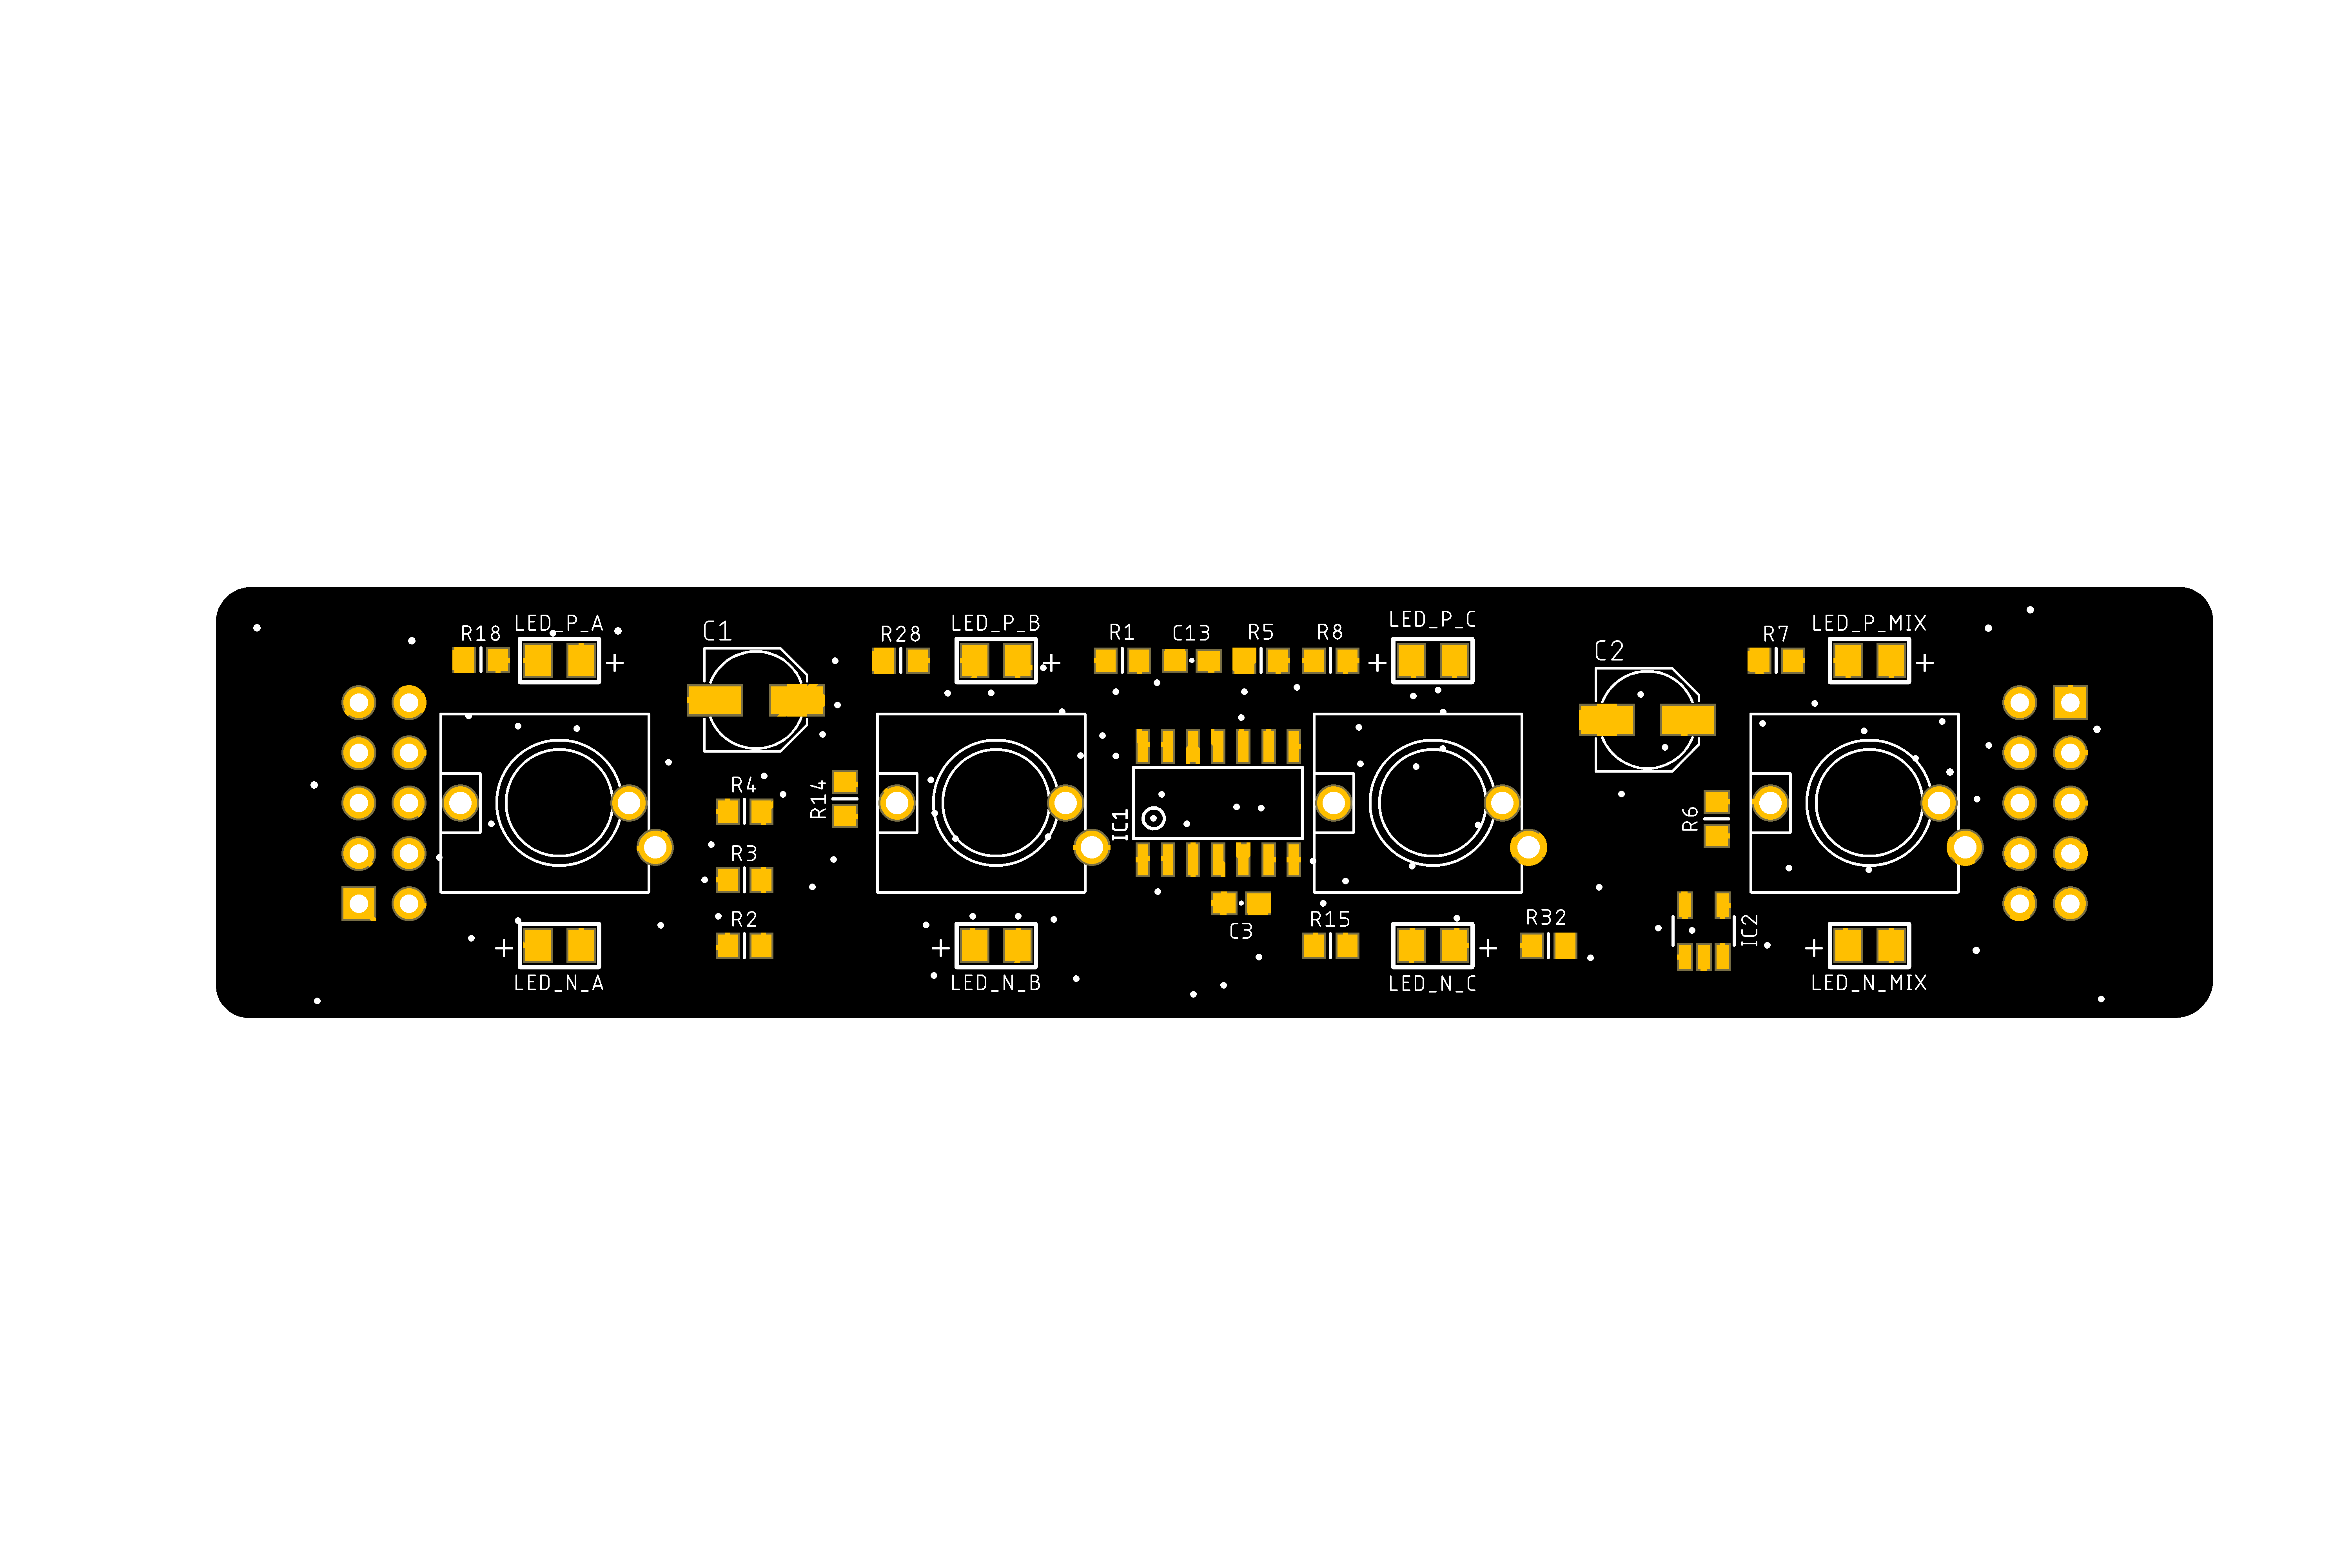 R18
LED_P_A
C1
R28
LED_P_B
R1
C13
R5
R8
LED_P_C
C2
R7
LED_P_MIX
R4
R14
IC1
R6
R3
R2
C3
R15
R32
IC2
LED_N_A
LED_N_B
LED_N_C
LED_N_MIX